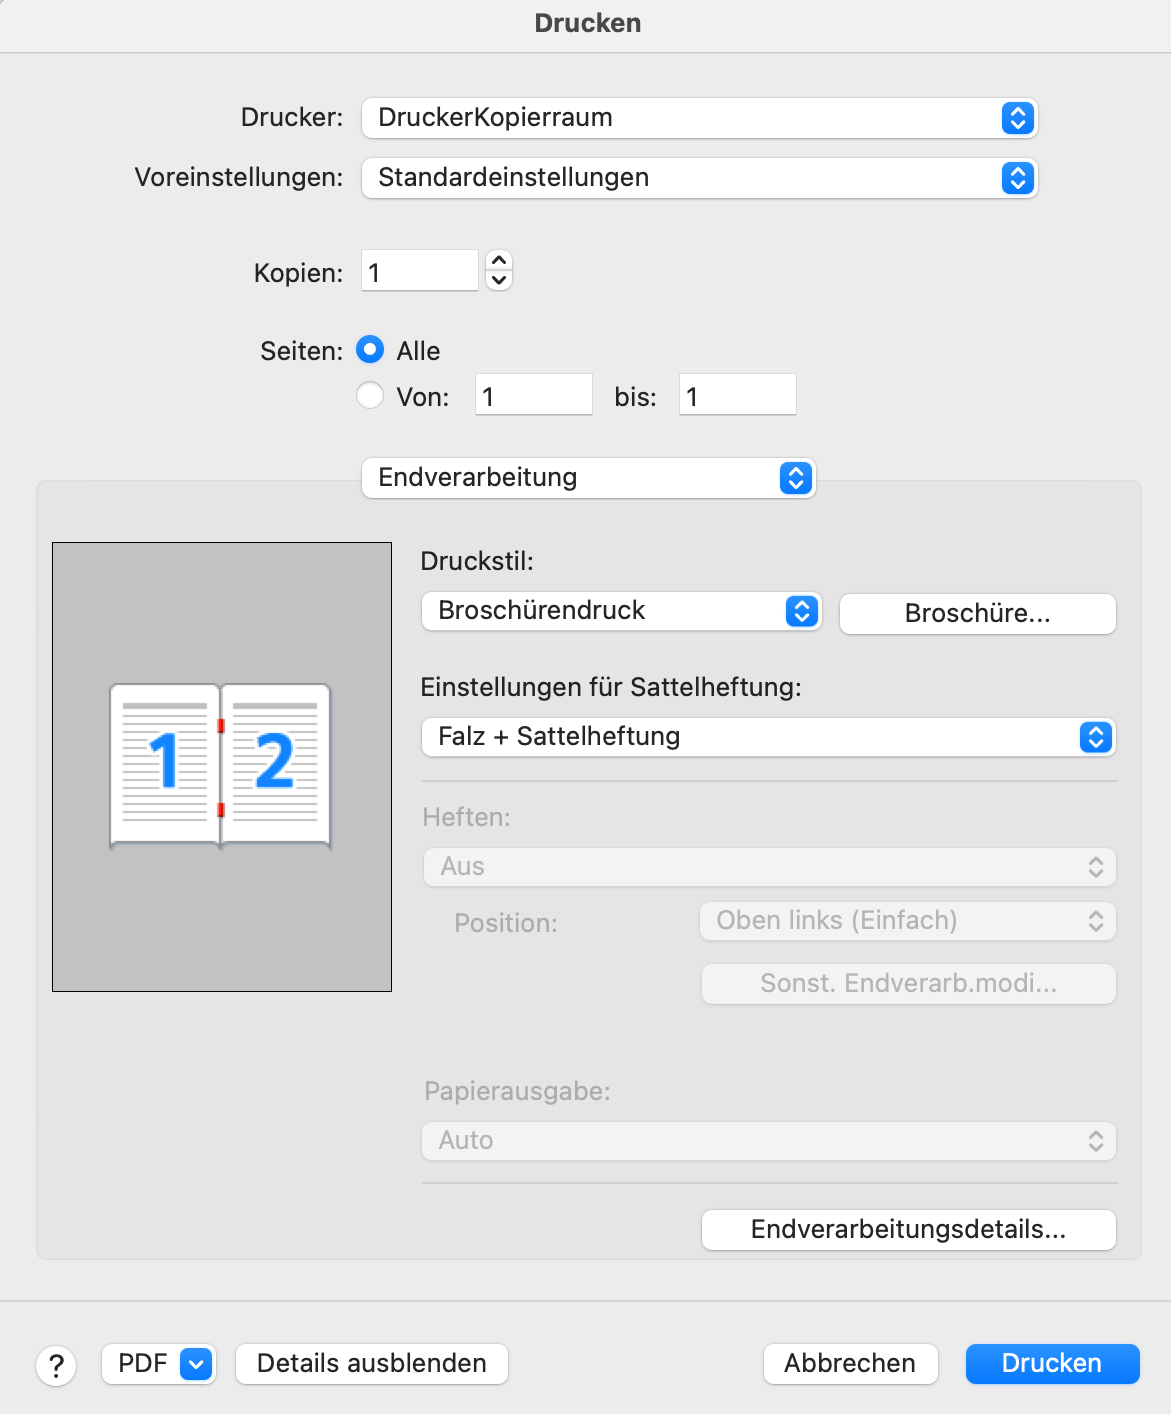 Drucken
Drucker: DruckerKopierraum
Voreinstellungen: Standardeinstellungen
Kopien: 1
Seiten: Alle
Von: 1 bis: 1
Endverarbeitung
Druckstil:
Broschürendruck Broschüre...
Einstellungen für Sattelheftung:
Falz + Sattelheftung
1 2
Heften:
Aus
Position: Oben links (Einfach)
Sonst. Endverarb.modi...
Papierausgabe:
Auto
Endverarbeitungsdetails...
? PDF Details ausblenden Abbrechen Drucken